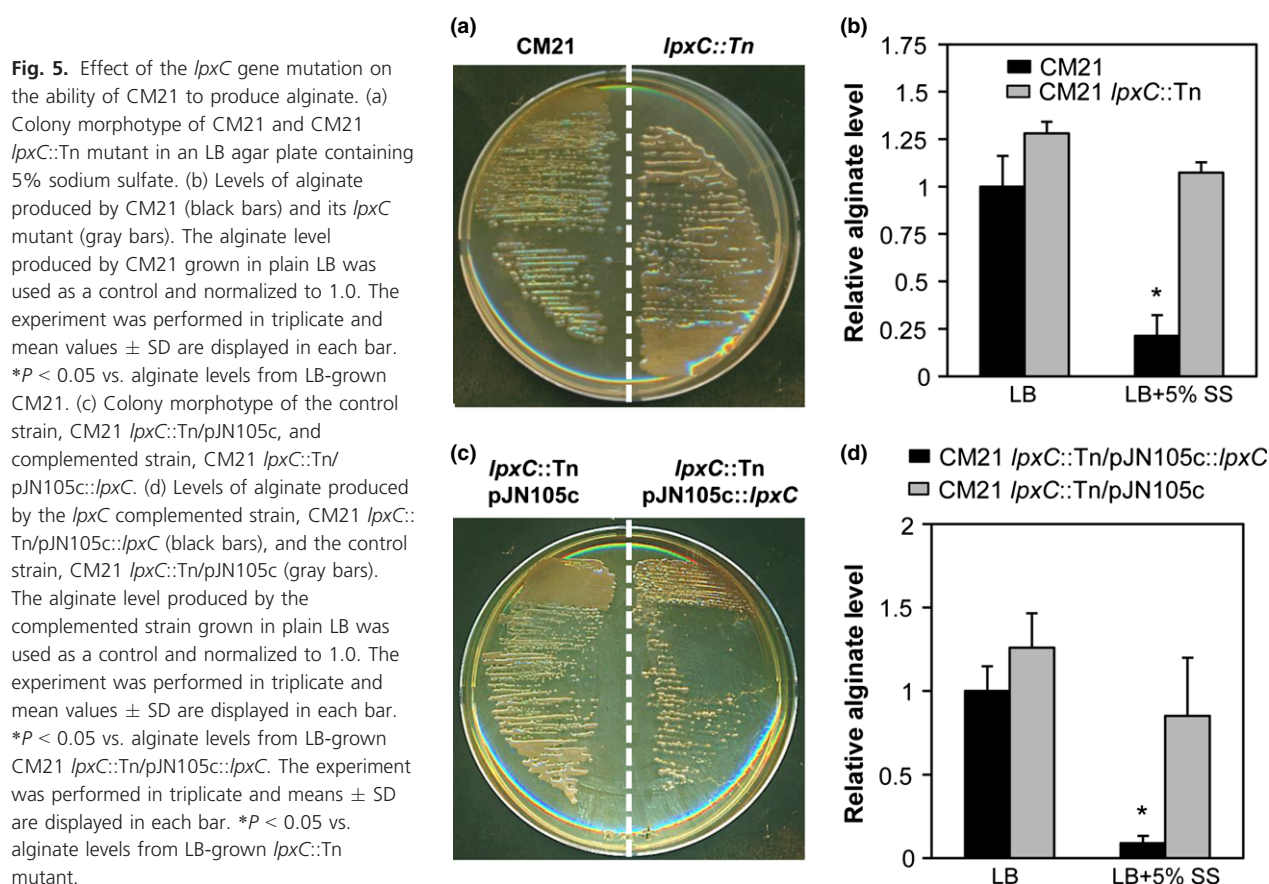 Fig. 5. Effect of the lpxC gene mutation on
the ability of CM21 to produce alginate. (a)
Colony morphotype of CM21 and CM21
lpxC::Tn mutant in an LB agar plate containing
5% sodium sulfate. (b) Levels of alginate
produced by CM21 (black bars) and its lpxC
mutant (gray bars). The alginate level
produced by CM21 grown in plain LB was
used as a control and normalized to 1.0. The
experiment was performed in triplicate and
mean values ± SD are displayed in each bar.
*P < 0.05 vs. alginate levels from LB-grown
CM21. (c) Colony morphotype of the control
strain, CM21 lpxC::Tn/pJN105c, and
complemented strain, CM21 lpxC::Tn/
pJN105c::lpxC. (d) Levels of alginate produced
by the lpxC complemented strain, CM21 lpxC::
Tn/pJN105c::lpxC (black bars), and the control
strain, CM21 lpxC::Tn/pJN105c (gray bars).
The alginate level produced by the
complemented strain grown in plain LB was
used as a control and normalized to 1.0. The
experiment was performed in triplicate and
mean values ± SD are displayed in each bar.
*P < 0.05 vs. alginate levels from LB-grown
CM21 lpxC::Tn/pJN105c::lpxC. The experiment
was performed in triplicate and means ± SD
are displayed in each bar. *P < 0.05 vs.
alginate levels from LB-grown lpxC::Tn
mutant.
(a)
CM21
lpxC::Tn
(b)
CM21
CM21 lpxC::Tn
Relative alginate level
1.75
1.5
1.25
1
0.75
0.5
0.25
0
*
LB
LB+5% SS
(c)
lpxC::Tn
pJN105c
lpxC::Tn
pJN105c::lpxC
(d)
CM21 lpxC::Tn/pJN105c::lpxC
CM21 lpxC::Tn/pJN105c
Relative alginate level
2
1.5
1
0.5
0
*
LB
LB+5% SS